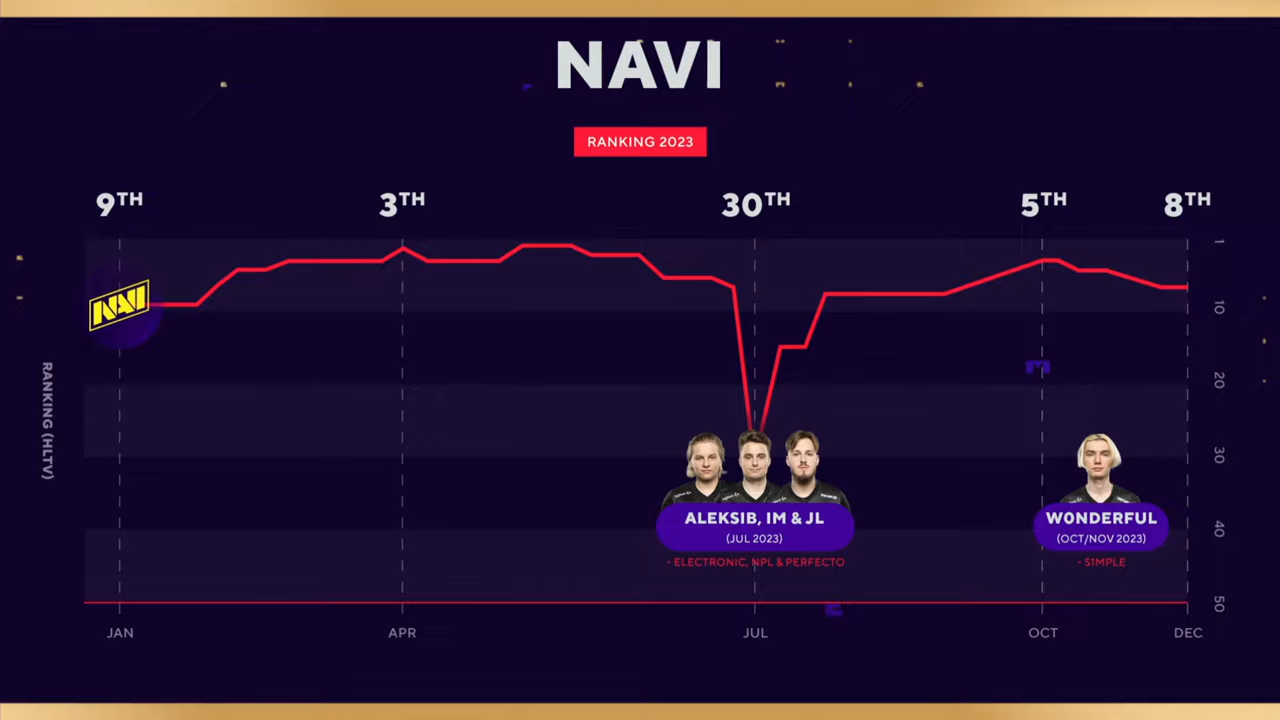 NAVI
RANKING 2023
9TH
3TH
30TH
5TH
8TH
NAVI
RANKING (HLTV)
1
10
20
30
40
50
ALEKSIB, IM & JL
(JUL 2023)
- ELECTRONIC, NPL & PERFECTO
W0NDERFUL
(OCT/NOV 2023)
- S1MPLE
JAN
APR
JUL
OCT
DEC